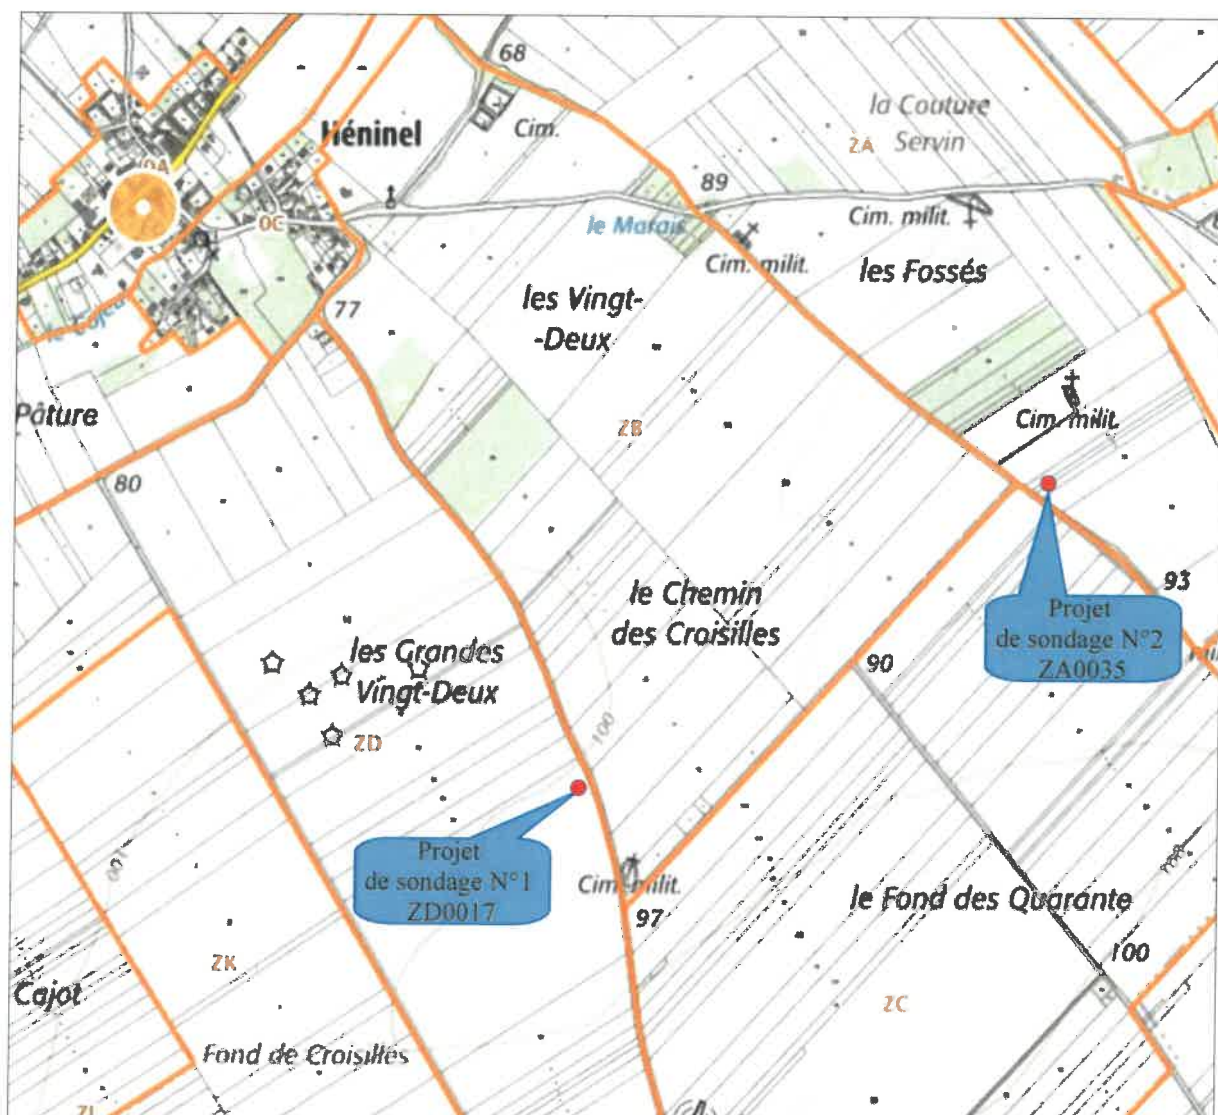 68
la Couture
Servin
ZA
Héninel
Cim.
0A
89
0C
le Marais
Cim. milit.
Cim. milit.
les Fossés
77
les Vingt-
-Deux
le Cojeul
Pâture
ZB
Cim. milit.
80
93
le Chemin
des Croisilles
Projet
de sondage N°2
ZA0035
les Grandes
Vingt-Deux
90
100
ZD
Projet
de sondage N°1
ZD0017
100
Cim. milit.
97
le Fond des Quarante
100
ZK
Cajot
ZC
Fond de Croisilles